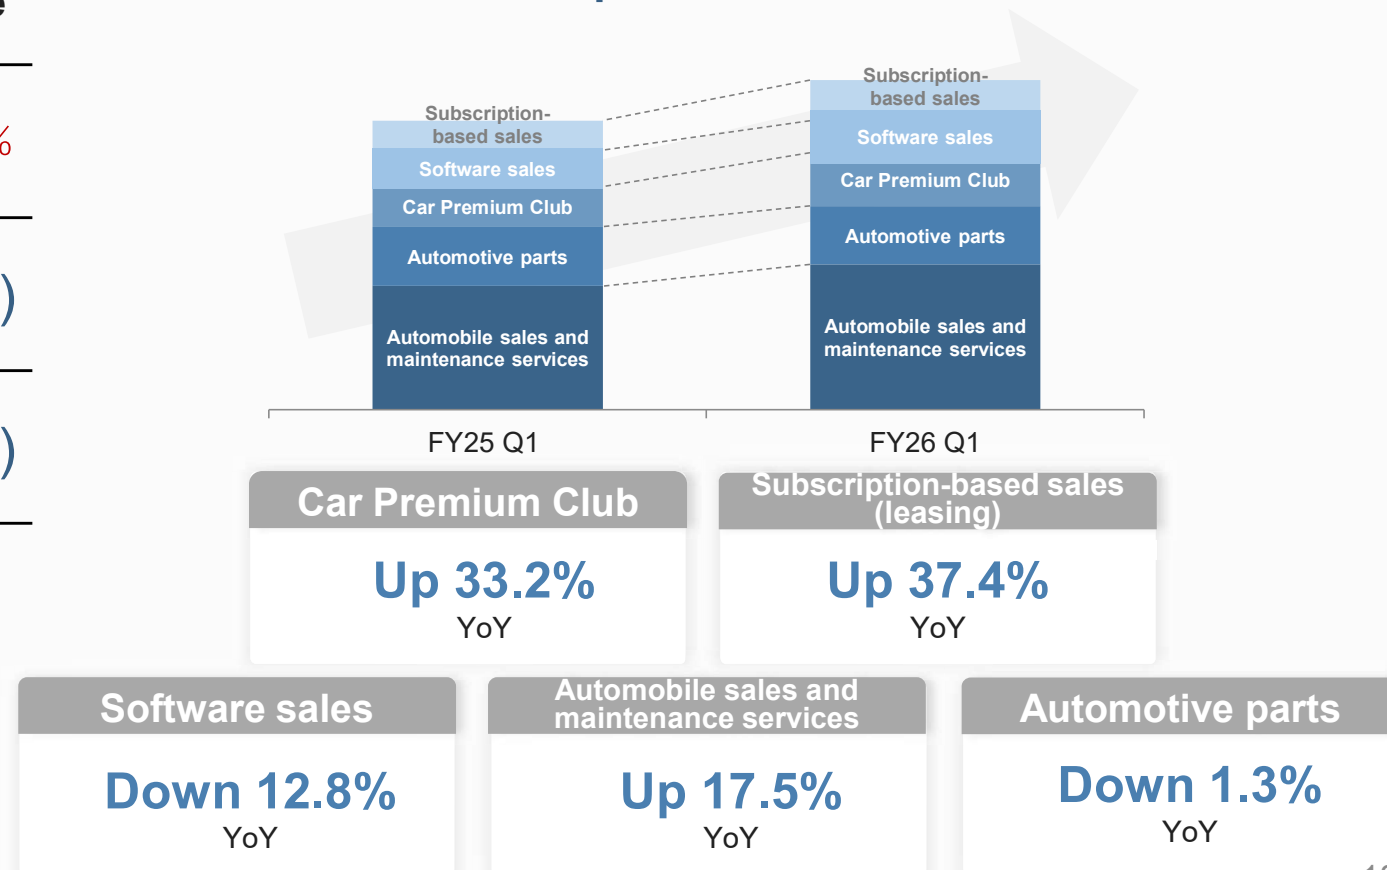 %
)
)
Subscription-
based sales
Software sales
Car Premium Club
Automotive parts
Automobile sales and
maintenance services
Subscription-
based sales
Software sales
Car Premium Club
Automotive parts
Automobile sales and
maintenance services
FY25 Q1
FY26 Q1
Car Premium Club
Up 33.2%
YoY
Subscription-based sales
(leasing)
Up 37.4%
YoY
Software sales
Down 12.8%
YoY
Automobile sales and
maintenance services
Up 17.5%
YoY
Automotive parts
Down 1.3%
YoY